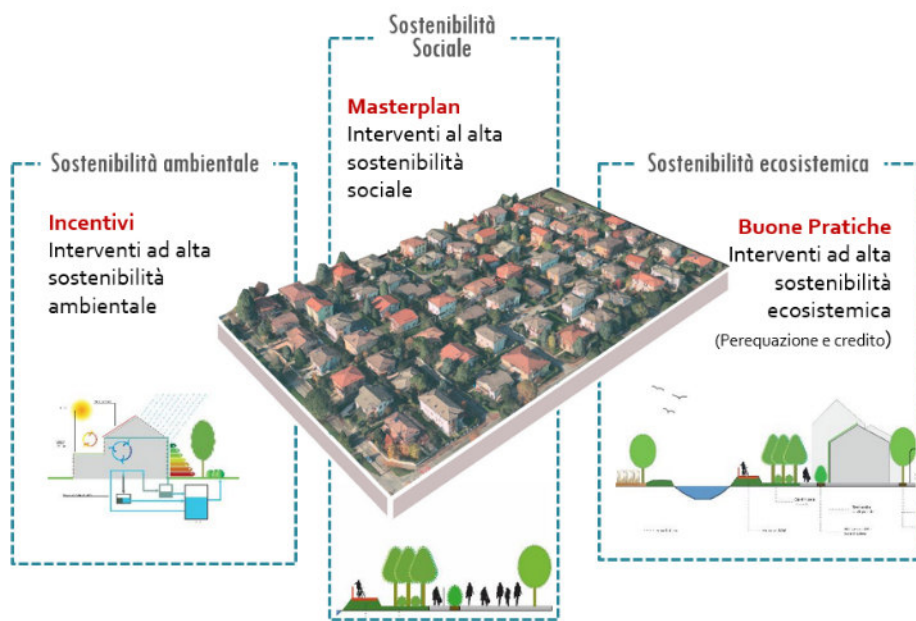 Sostenibilità
Sociale
Masterplan
Interventi al alta
sostenibilità
sociale
Sostenibilità ambientale
Incentivi
Interventi ad alta
sostenibilità
ambientale
Sostenibilità ecosistemica
Buone Pratiche
Interventi ad alta
sostenibilità
ecosistemica
(Perequazione e credito)